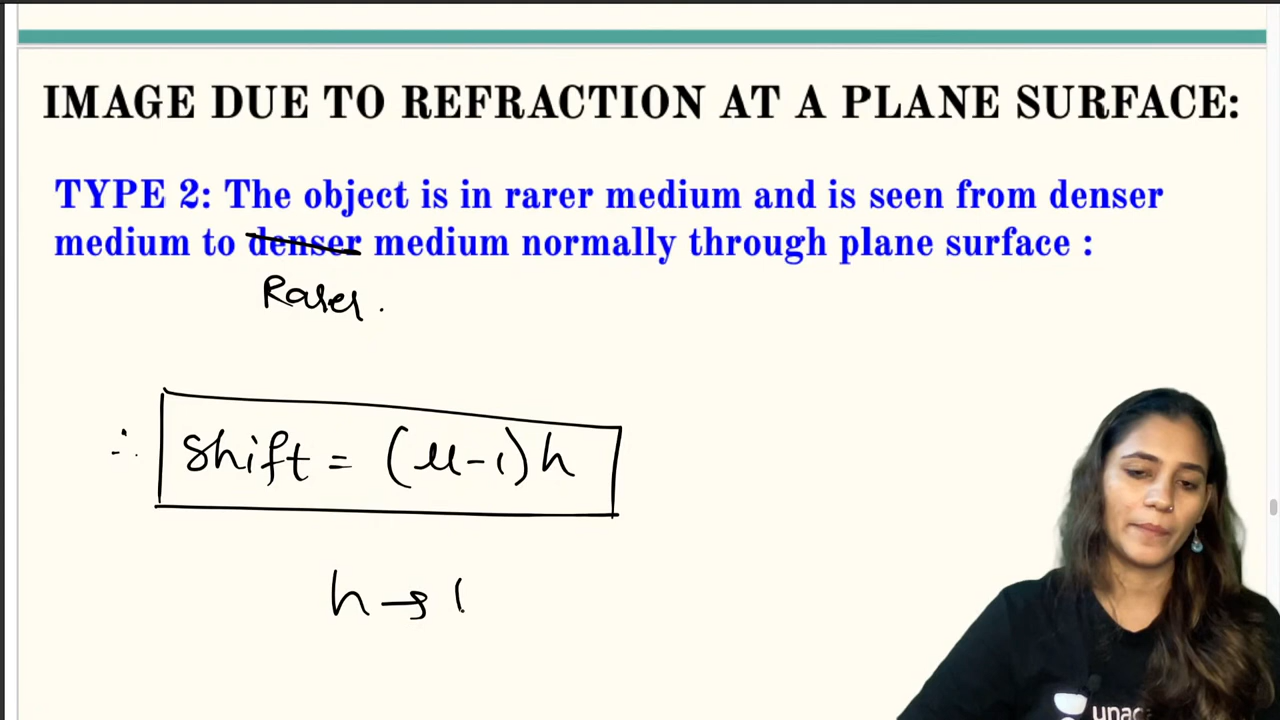 IMAGE DUE TO REFRACTION AT A PLANE SURFACE:
TYPE 2: The object is in rarer medium and is seen from denser
medium to denser medium normally through plane surface :
Rarer.
∴ Shift = (μ-1)h
h→
unac